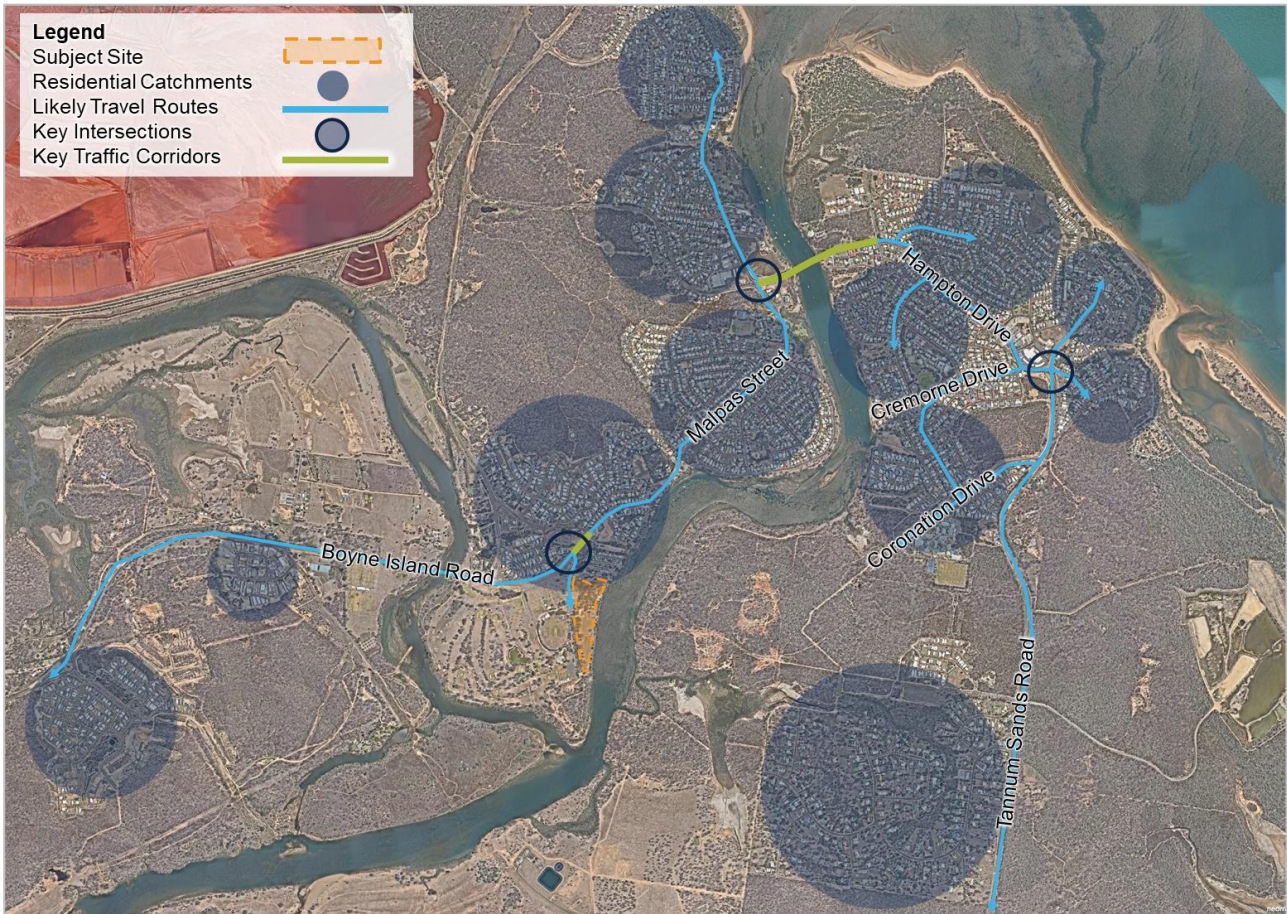 Legend
Subject Site
Residential Catchments
Likely Travel Routes
Key Intersections
Key Traffic Corridors
Hampton Drive
Malpas Street
Cremorne Drive
Coronation Drive
Boyne Island Road
Tannum Sands Road